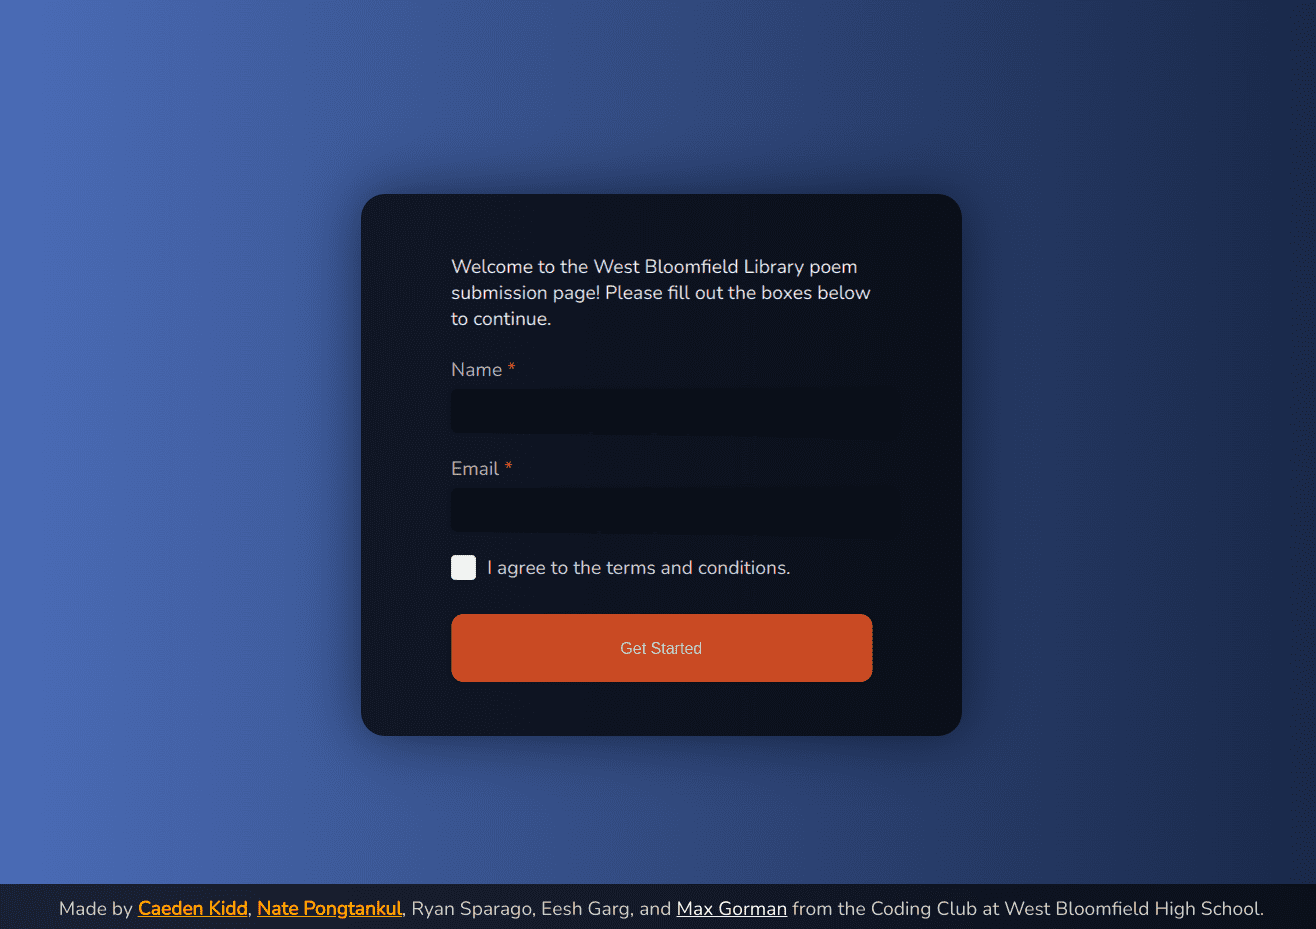 Welcome to the West Bloomfield Library poem
submission page! Please fill out the boxes below
to continue.
Name *
Email *
I agree to the terms and conditions.
Get Started
Made by Caeden Kidd, Nate Pongtankul, Ryan Sparago, Eesh Garg, and Max Gorman from the Coding Club at West Bloomfield High School.